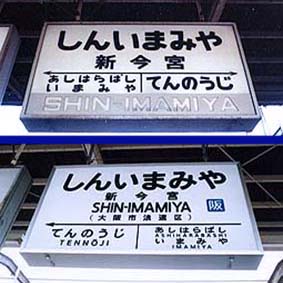 しんいまみや
新今宮
あしはらばし
いまみや
てんのうじ
SHIN-IMAMIYA
しんいまみや
新今宮
SHIN-IMAMIYA
(大阪市浪速区)
阪
てんのうじ
TENNŌJI
あしはらばし
ASHIHARABASHI
いまみや
IMAMIYA